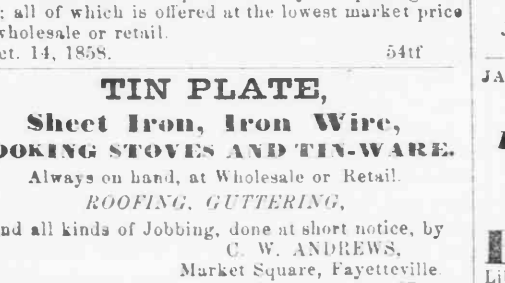 ; all of which is offered at the lowest market price
wholesale or retail.
ct. 14, 1858. 54tf
TIN PLATE,
Sheet Iron, Iron Wire,
OOKING STOVES AND TIN-WARE.
Always on hand, at Wholesale or Retail.
ROOFING, GUTTERING,
nd all kinds of Jobbing, done at short notice, by
C. W. ANDREWS,
Market Square, Fayetteville.
JA
Lil